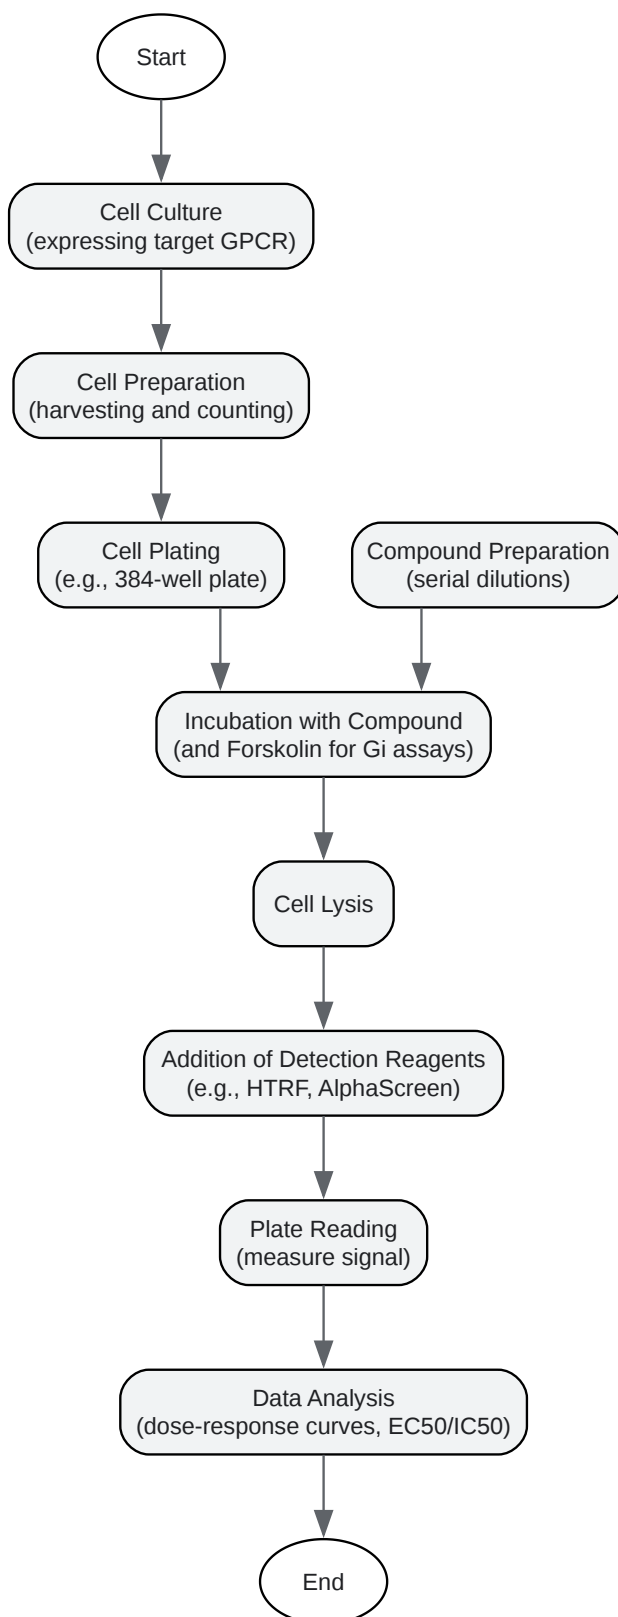 Start
Cell Culture
(expressing target GPCR)
Cell Preparation
(harvesting and counting)
Cell Plating
(e.g., 384-well plate)
Compound Preparation
(serial dilutions)
Incubation with Compound
(and Forskolin for Gi assays)
Cell Lysis
Addition of Detection Reagents
(e.g., HTRF, AlphaScreen)
Plate Reading
(measure signal)
Data Analysis
(dose-response curves, EC50/IC50)
End